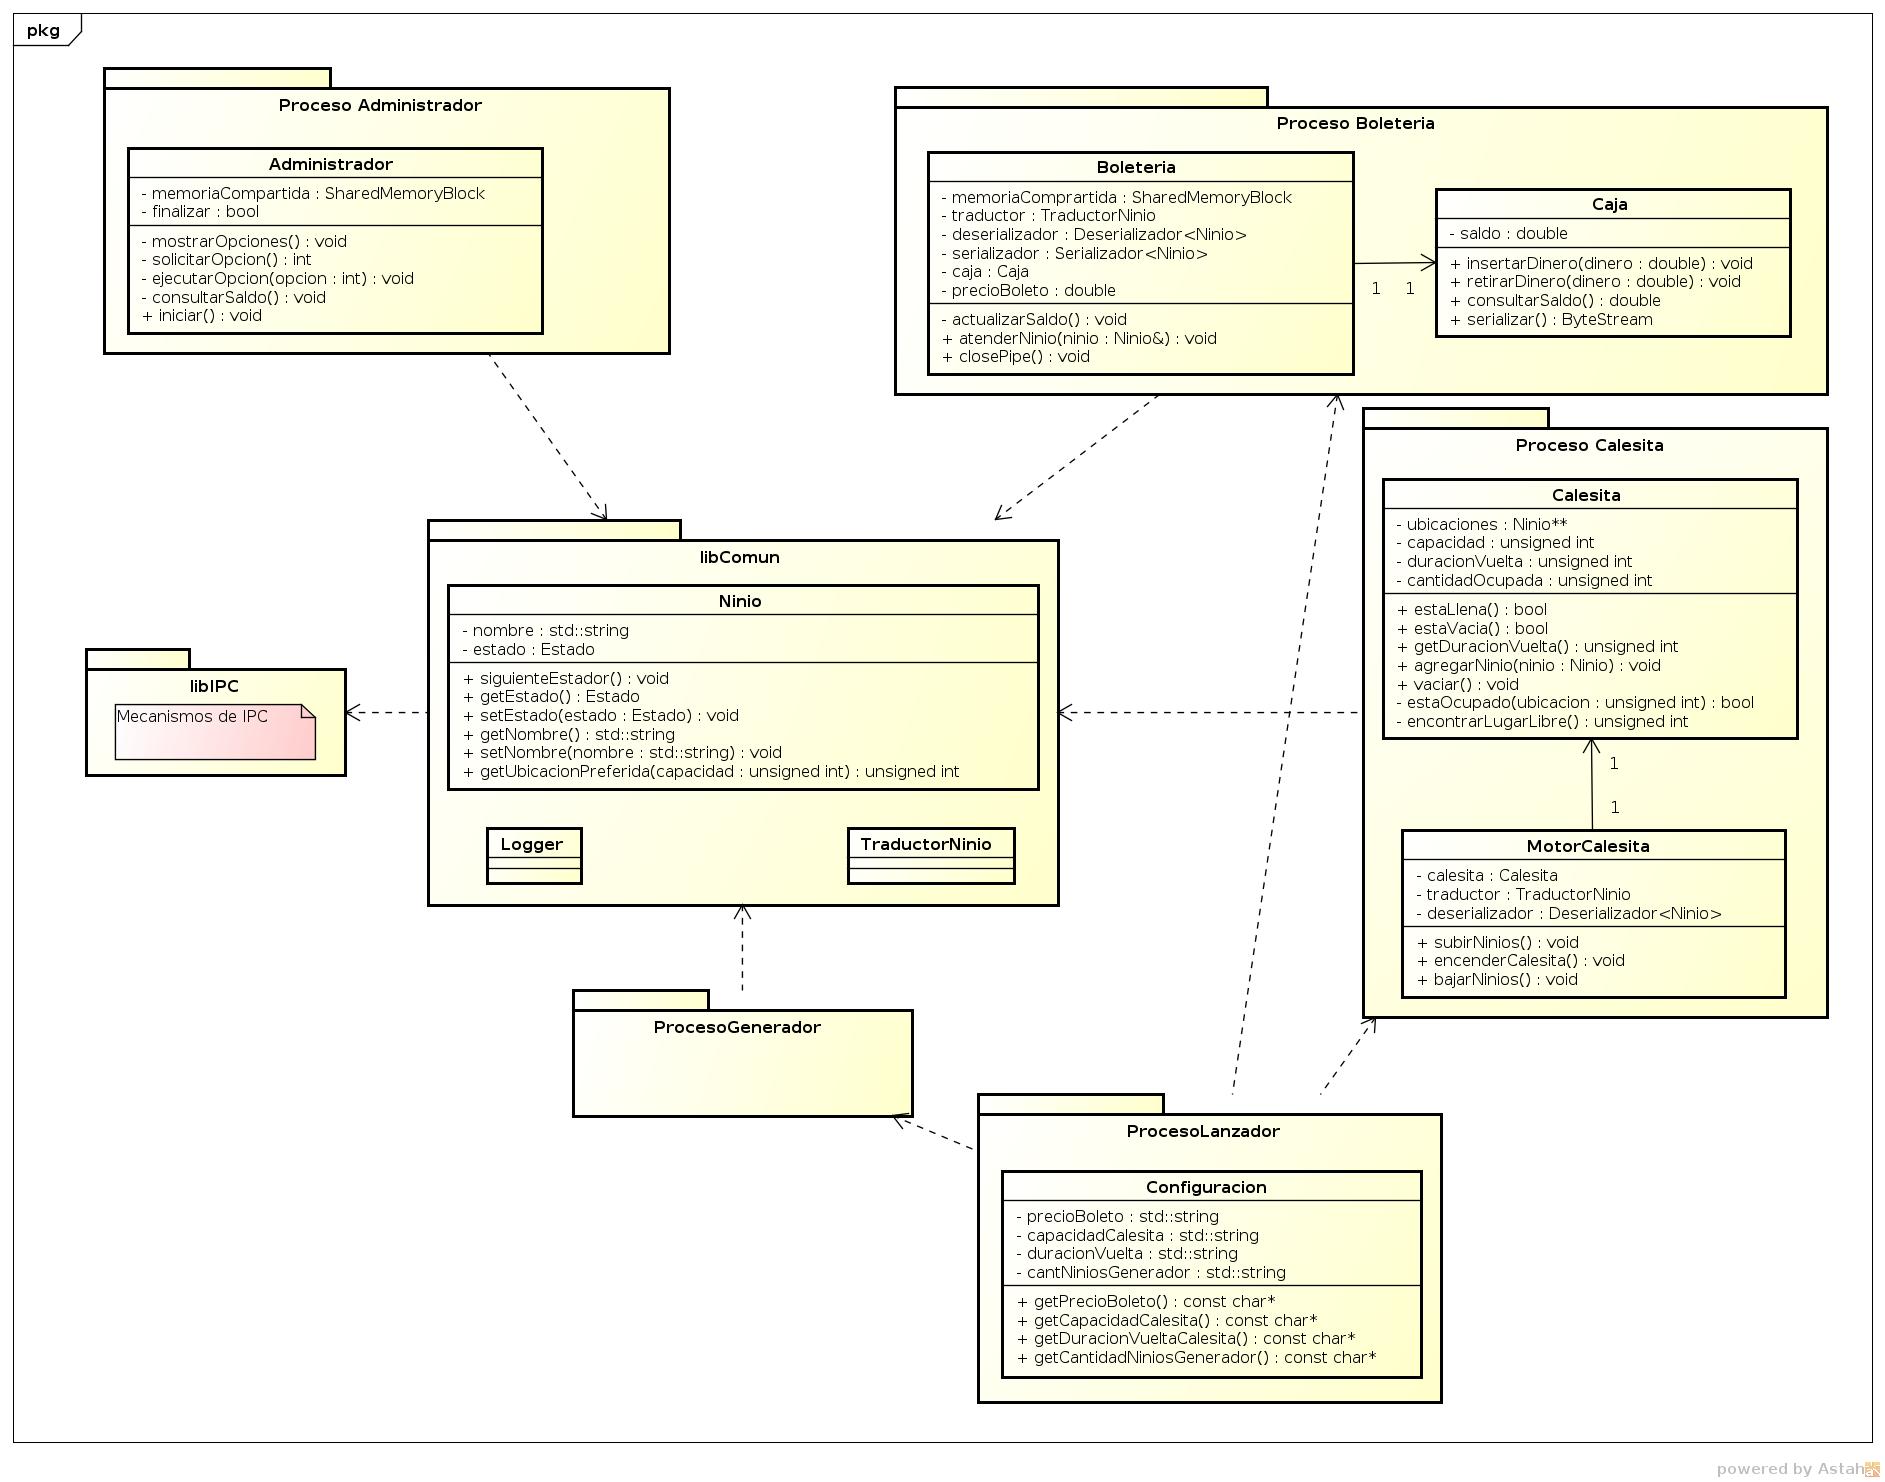 pkg
Proceso Administrador
Administrador
- memoriaCompartida : SharedMemoryBlock
- finalizar : bool
- mostrarOpciones() : void
- solicitarOpcion() : int
- ejecutarOpcion(opcion : int) : void
- consultarSaldo() : void
+ iniciar() : void
Proceso Boleteria
Boleteria
- memoriaComprartida : SharedMemoryBlock
- traductor : TraductorNinio
- deserializador : Deserializador<Ninio>
- serializador : Serializador<Ninio>
- caja : Caja
- precioBoleto : double
- actualizarSaldo() : void
+ atenderNinio(ninio : Ninio&) : void
+ closePipe() : void
1 1
Caja
- saldo : double
+ insertarDinero(dinero : double) : void
+ retirarDinero(dinero : double) : void
+ consultarSaldo() : double
+ serializar() : ByteStream
Proceso Calesita
Calesita
- ubicaciones : Ninio**
- capacidad : unsigned int
- duracionVuelta : unsigned int
- cantidadOcupada : unsigned int
+ estaLlena() : bool
+ estaVacia() : bool
+ getDuracionVuelta() : unsigned int
+ agregarNinio(ninio : Ninio) : void
+ vaciar() : void
- estaOcupado(ubicacion : unsigned int) : bool
- encontrarLugarLibre() : unsigned int
1
1
MotorCalesita
- calesita : Calesita
- traductor : TraductorNinio
- deserializador : Deserializador<Ninio>
+ subirNinios() : void
+ encenderCalesita() : void
+ bajarNinios() : void
libComun
Ninio
- nombre : std::string
- estado : Estado
+ siguienteEstador() : void
+ getEstado() : Estado
+ setEstado(estado : Estado) : void
+ getNombre() : std::string
+ setNombre(nombre : std::string) : void
+ getUbicacionPreferida(capacidad : unsigned int) : unsigned int
Logger
TraductorNinio
libIPC
Mecanismos de IPC
ProcesoGenerador
ProcesoLanzador
Configuracion
- precioBoleto : std::string
- capacidadCalesita : std::string
- duracionVuelta : std::string
- cantNiniosGenerador : std::string
+ getPrecioBoleto() : const char*
+ getCapacidadCalesita() : const char*
+ getDuracionVueltaCalesita() : const char*
+ getCantidadNiniosGenerador() : const char*
powered by Astah